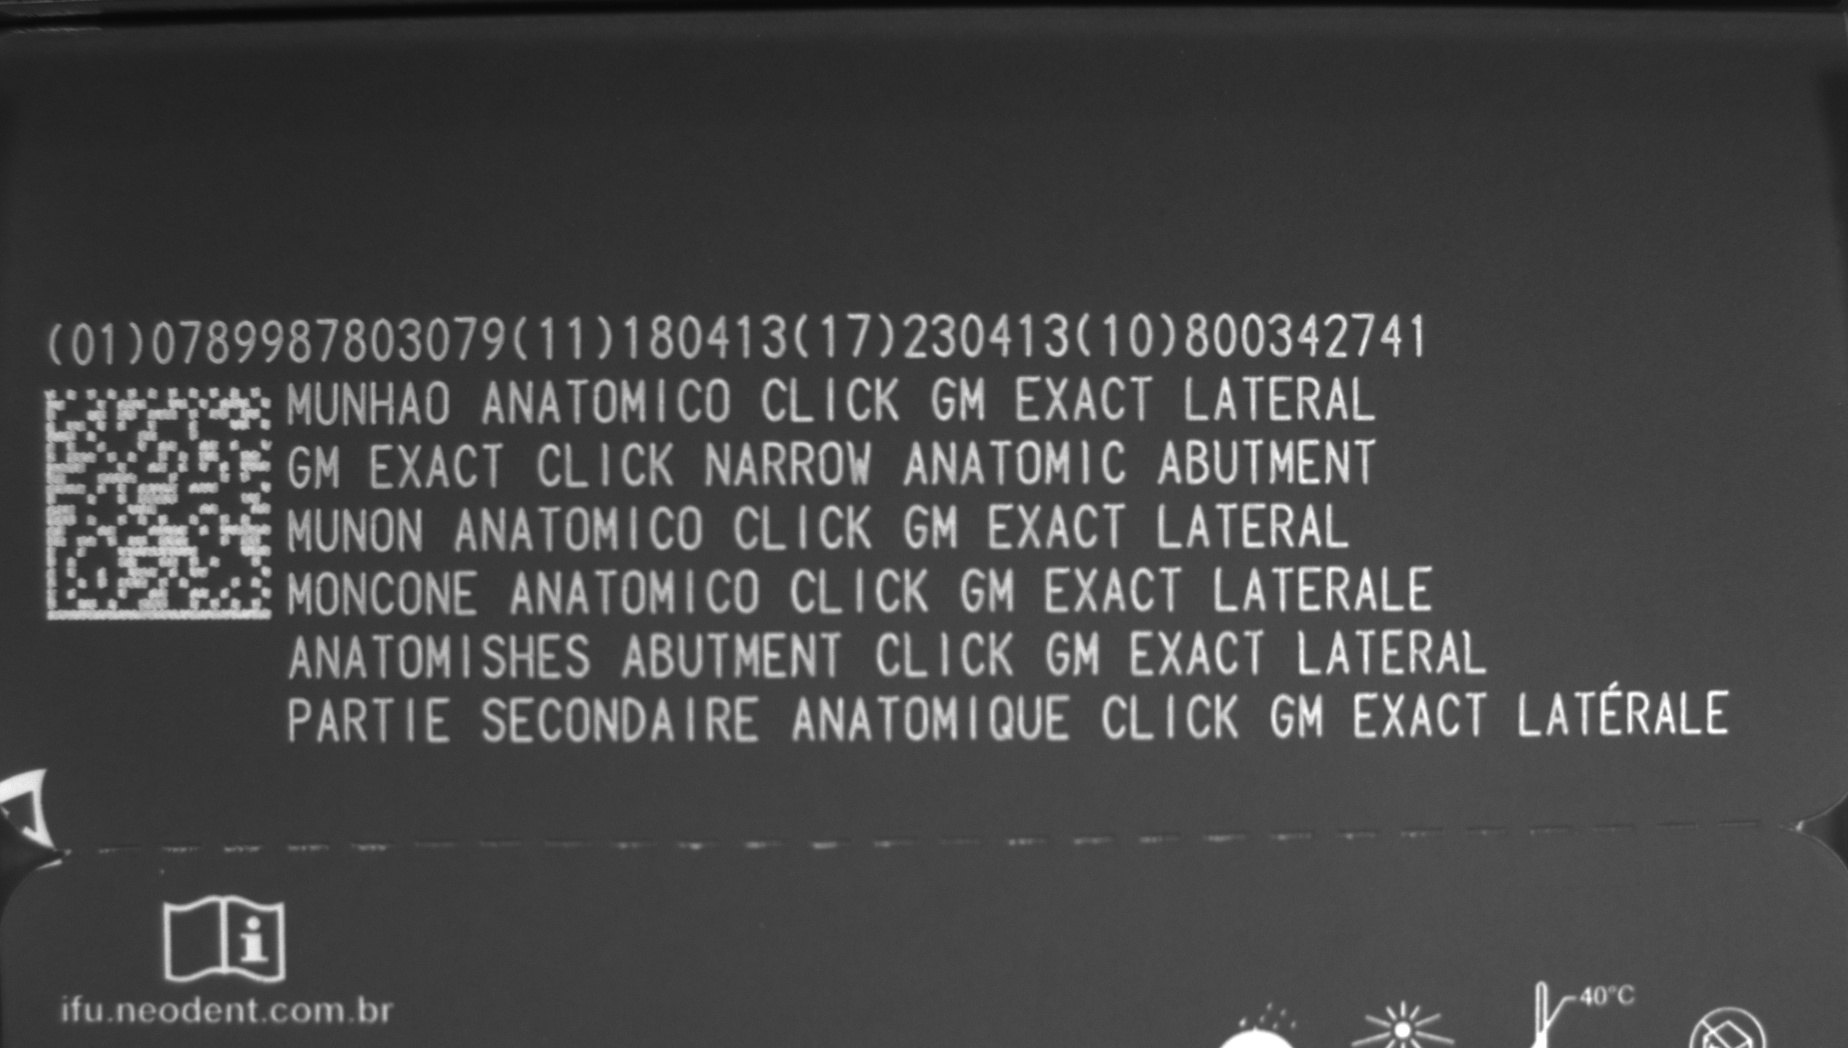 (01)0789987803079(11)180413(17)230413(10)800342741
MUNHAO ANATOMICO CLICK GM EXACT LATERAL
GM EXACT CLICK NARROW ANATOMIC ABUTMENT
MUNON ANATOMICO CLICK GM EXACT LATERAL
MONCONE ANATOMICO CLICK GM EXACT LATERALE
ANATOMISHES ABUTMENT CLICK GM EXACT LATERAL
PARTIE SECONDAIRE ANATOMIQUE CLICK GM EXACT LATÉRALE
ifu.neodent.com.br
40°C